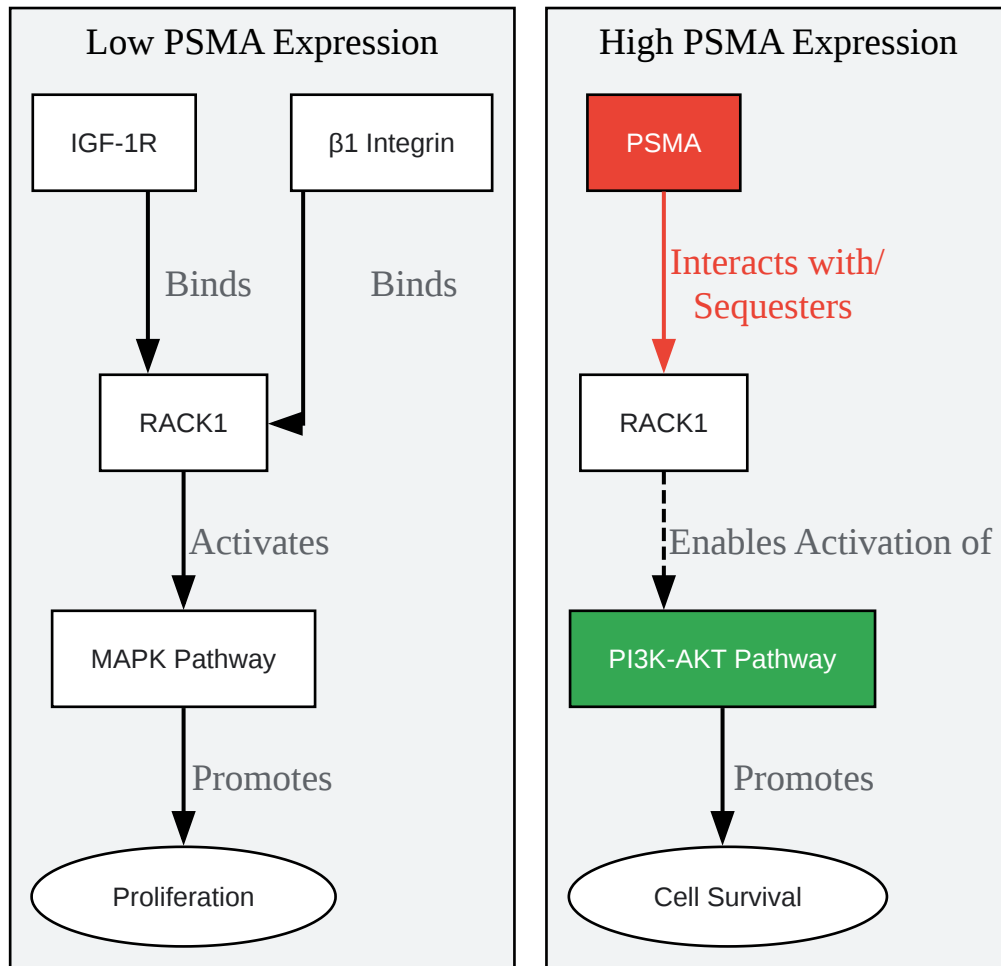 Low PSMA Expression
IGF-1R
β1 Integrin
Binds
Binds
RACK1
Activates
MAPK Pathway
Promotes
Proliferation
High PSMA Expression
PSMA
Interacts with/
Sequesters
RACK1
Enables Activation of
PI3K-AKT Pathway
Promotes
Cell Survival